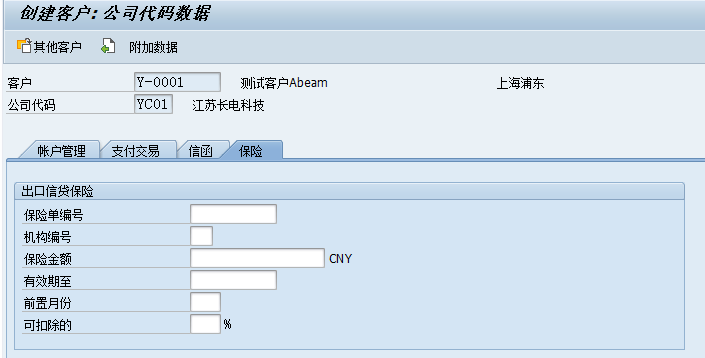 创建客户: 公司代码数据
其他客户 附加数据
客户 Y-0001 测试客户Abeam 上海浦东
公司代码 YC01 江苏长电科技
帐户管理 支付交易 信函 保险
出口信贷保险
保险单编号
机构编号
保险金额 CNY
有效期至
前置月份
可扣除的 %